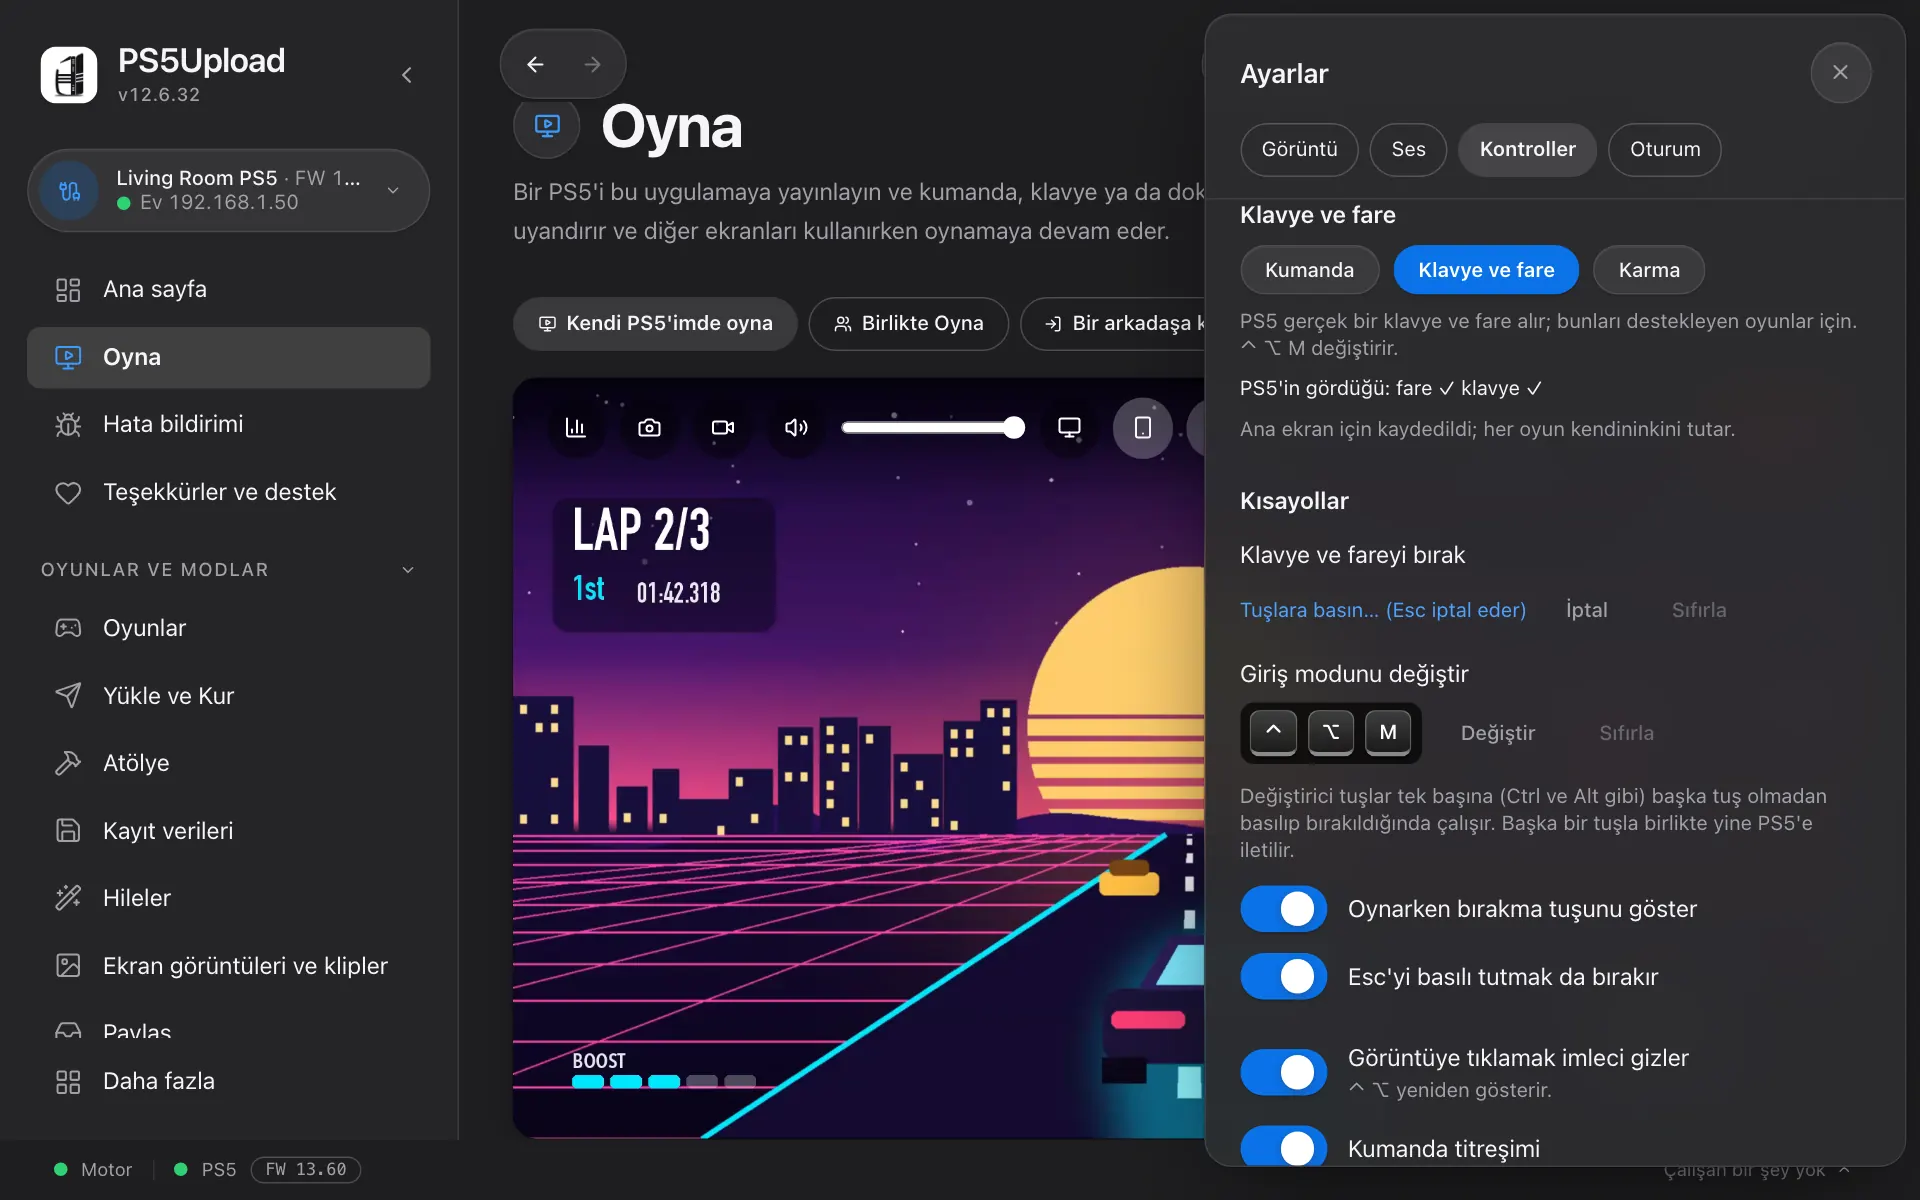 PS5Upload
v12.6.32
Living Room PS5 · FW 1...
Ev 192.168.1.50
Ana sayfa
Oyna
Hata bildirimi
Teşekkürler ve destek
OYUNLAR VE MODLAR
Oyunlar
Yükle ve Kur
Atölye
Kayıt verileri
Hileler
Ekran görüntüleri ve klipler
Paylaş
Daha fazla
Motor
PS5
FW 13.60
Oyna
Bir PS5'i bu uygulamaya yayınlayın ve kumanda, klavye ya da dok
uyandırır ve diğer ekranları kullanırken oynamaya devam eder.
Kendi PS5'imde oyna
Birlikte Oyna
Bir arkadaşa k
LAP 2/3
1st 01:42.318
BOOST
Ayarlar
Görüntü
Ses
Kontroller
Oturum
Klavye ve fare
Kumanda
Klavye ve fare
Karma
PS5 gerçek bir klavye ve fare alır; bunları destekleyen oyunlar için.
⌃ ⌥ M değiştirir.
PS5'in gördüğü: fare ✓ klavye ✓
Ana ekran için kaydedildi; her oyun kendininkini tutar.
Kısayollar
Klavye ve fareyi bırak
Tuşlara basın... (Esc iptal eder)
İptal
Sıfırla
Giriş modunu değiştir
⌃ ⌥ M
Değiştir
Sıfırla
Değiştirici tuşlar tek başına (Ctrl ve Alt gibi) başka tuş olmadan
basılıp bırakıldığında çalışır. Başka bir tuşla birlikte yine PS5'e
iletilir.
Oynarken bırakma tuşunu göster
Esc'yi basılı tutmak da bırakır
Görüntüye tıklamak imleci gizler
⌃ ⌥ yeniden gösterir.
Kumanda titreşimi
Çalışan bir şey yok